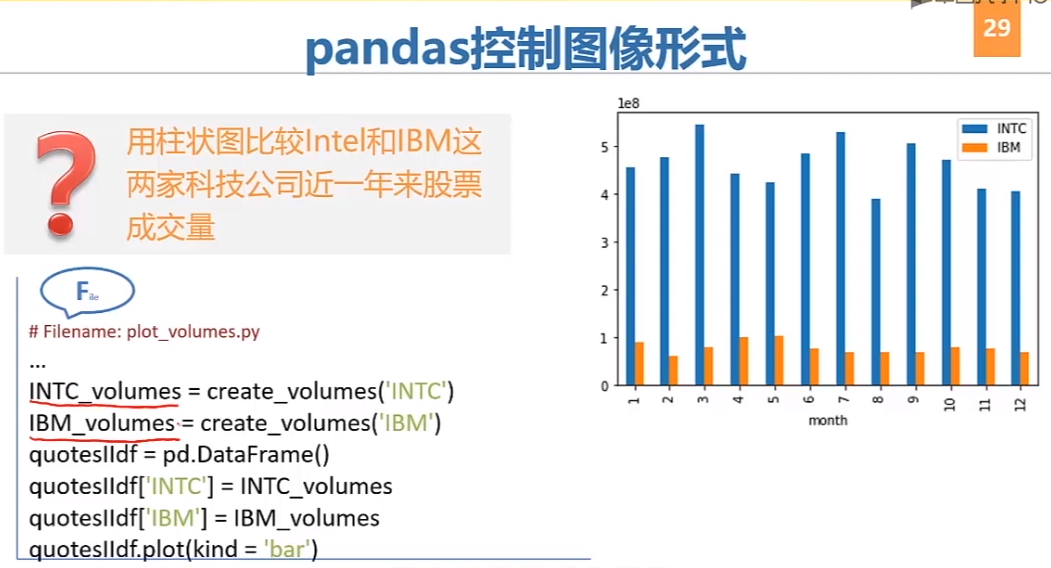 29
pandas控制图像形式
用柱状图比较Intel和IBM这
两家科技公司近一年来股票
成交量
File
# Filename: plot_volumes.py
...
INTC_volumes = create_volumes('INTC')
IBM_volumes = create_volumes('IBM')
quotesIIdf = pd.DataFrame()
quotesIIdf['INTC'] = INTC_volumes
quotesIIdf['IBM'] = IBM_volumes
quotesIIdf.plot(kind = 'bar')
1e8
INTC
IBM
5
4
3
2
1
0
1 2 3 4 5 6 7 8 9 10 11 12
month